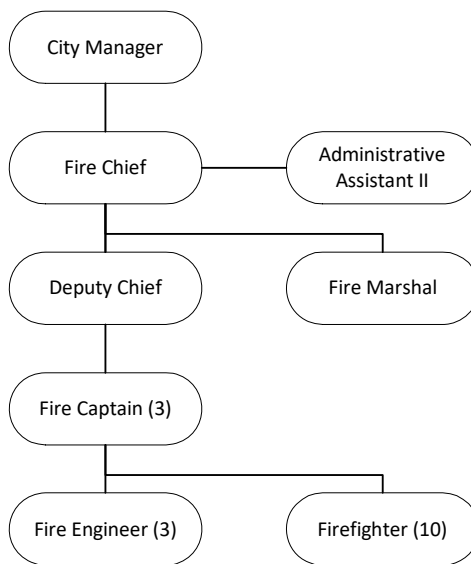 City Manager
Fire Chief
Administrative
Assistant II
Deputy Chief
Fire Marshal
Fire Captain (3)
Fire Engineer (3)
Firefighter (10)